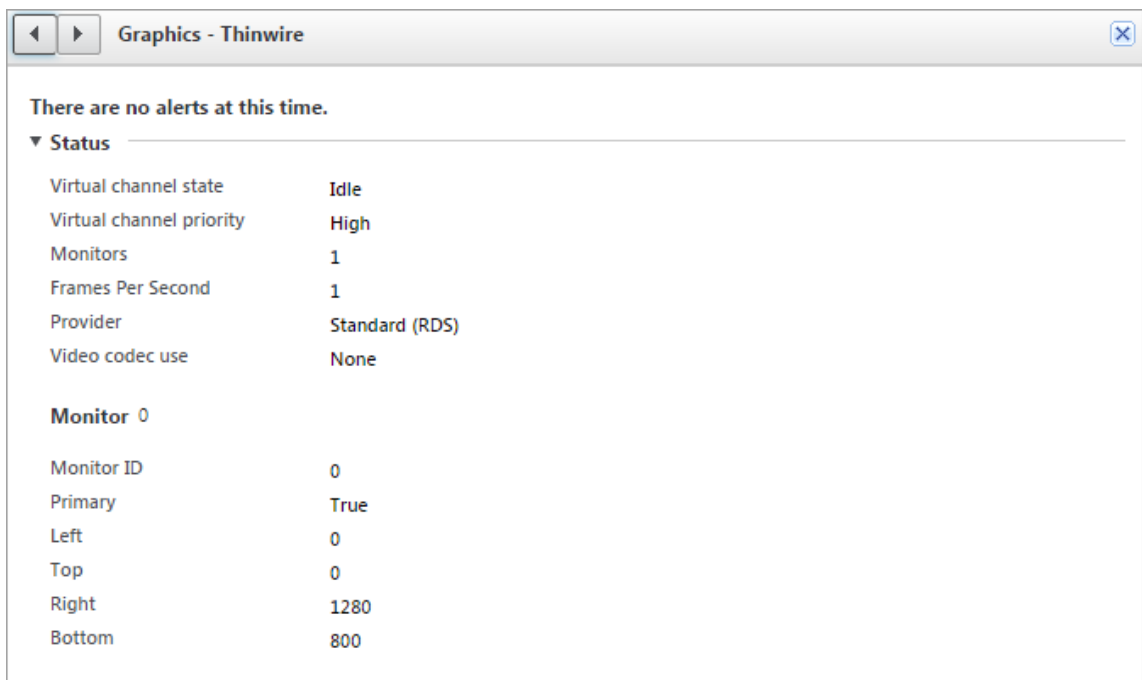 Graphics - Thinwire
There are no alerts at this time.
Status
Virtual channel state Idle
Virtual channel priority High
Monitors 1
Frames Per Second 1
Provider Standard (RDS)
Video codec use None
Monitor 0
Monitor ID 0
Primary True
Left 0
Top 0
Right 1280
Bottom 800